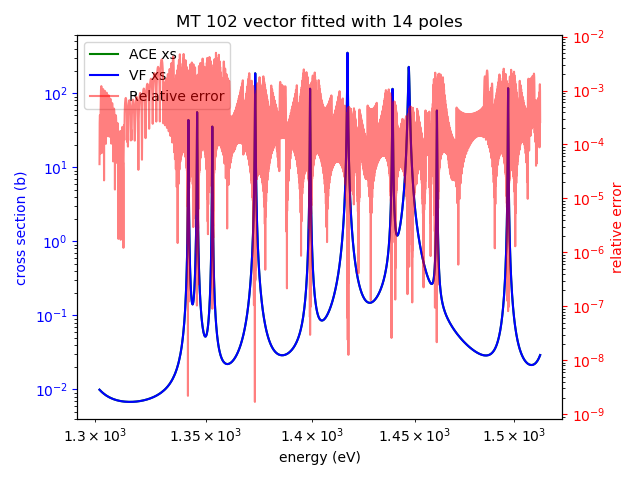 MT 102 vector fitted with 14 poles
ACE xs
VF xs
Relative error
cross section (b)
10²
10¹
10⁰
10⁻¹
10⁻²
10⁻²
10⁻³
10⁻⁴
10⁻⁵
10⁻⁶
10⁻⁷
10⁻⁸
10⁻⁹
relative error
1.3 × 10³ 1.35 × 10³ 1.4 × 10³ 1.45 × 10³ 1.5 × 10³
energy (eV)